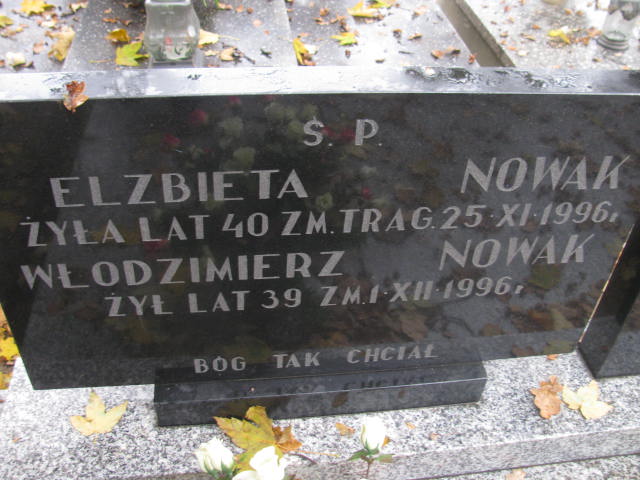 Ś. P.
ELZBIETA NOWAK
ŻYŁA LAT 40 ZM. TRAG. 25·XI·1996r.
WŁODZIMIERZ NOWAK
ŻYŁ LAT 39 ZM. 1·XII·1996r
BÓG TAK CHCIAŁ